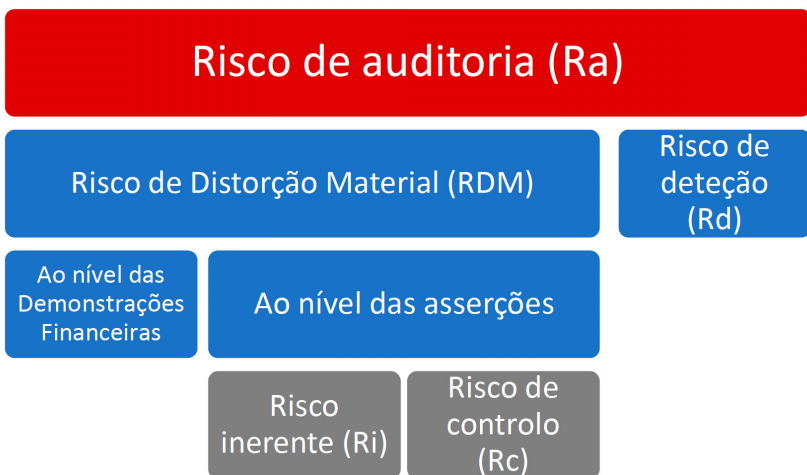 Risco de auditoria (Ra)
Risco de Distorção Material (RDM)
Risco de
deteção
(Rd)
Ao nível das
Demonstrações
Financeiras
Ao nível das asserções
Risco
inerente (Ri)
Risco de
controlo
(Rc)